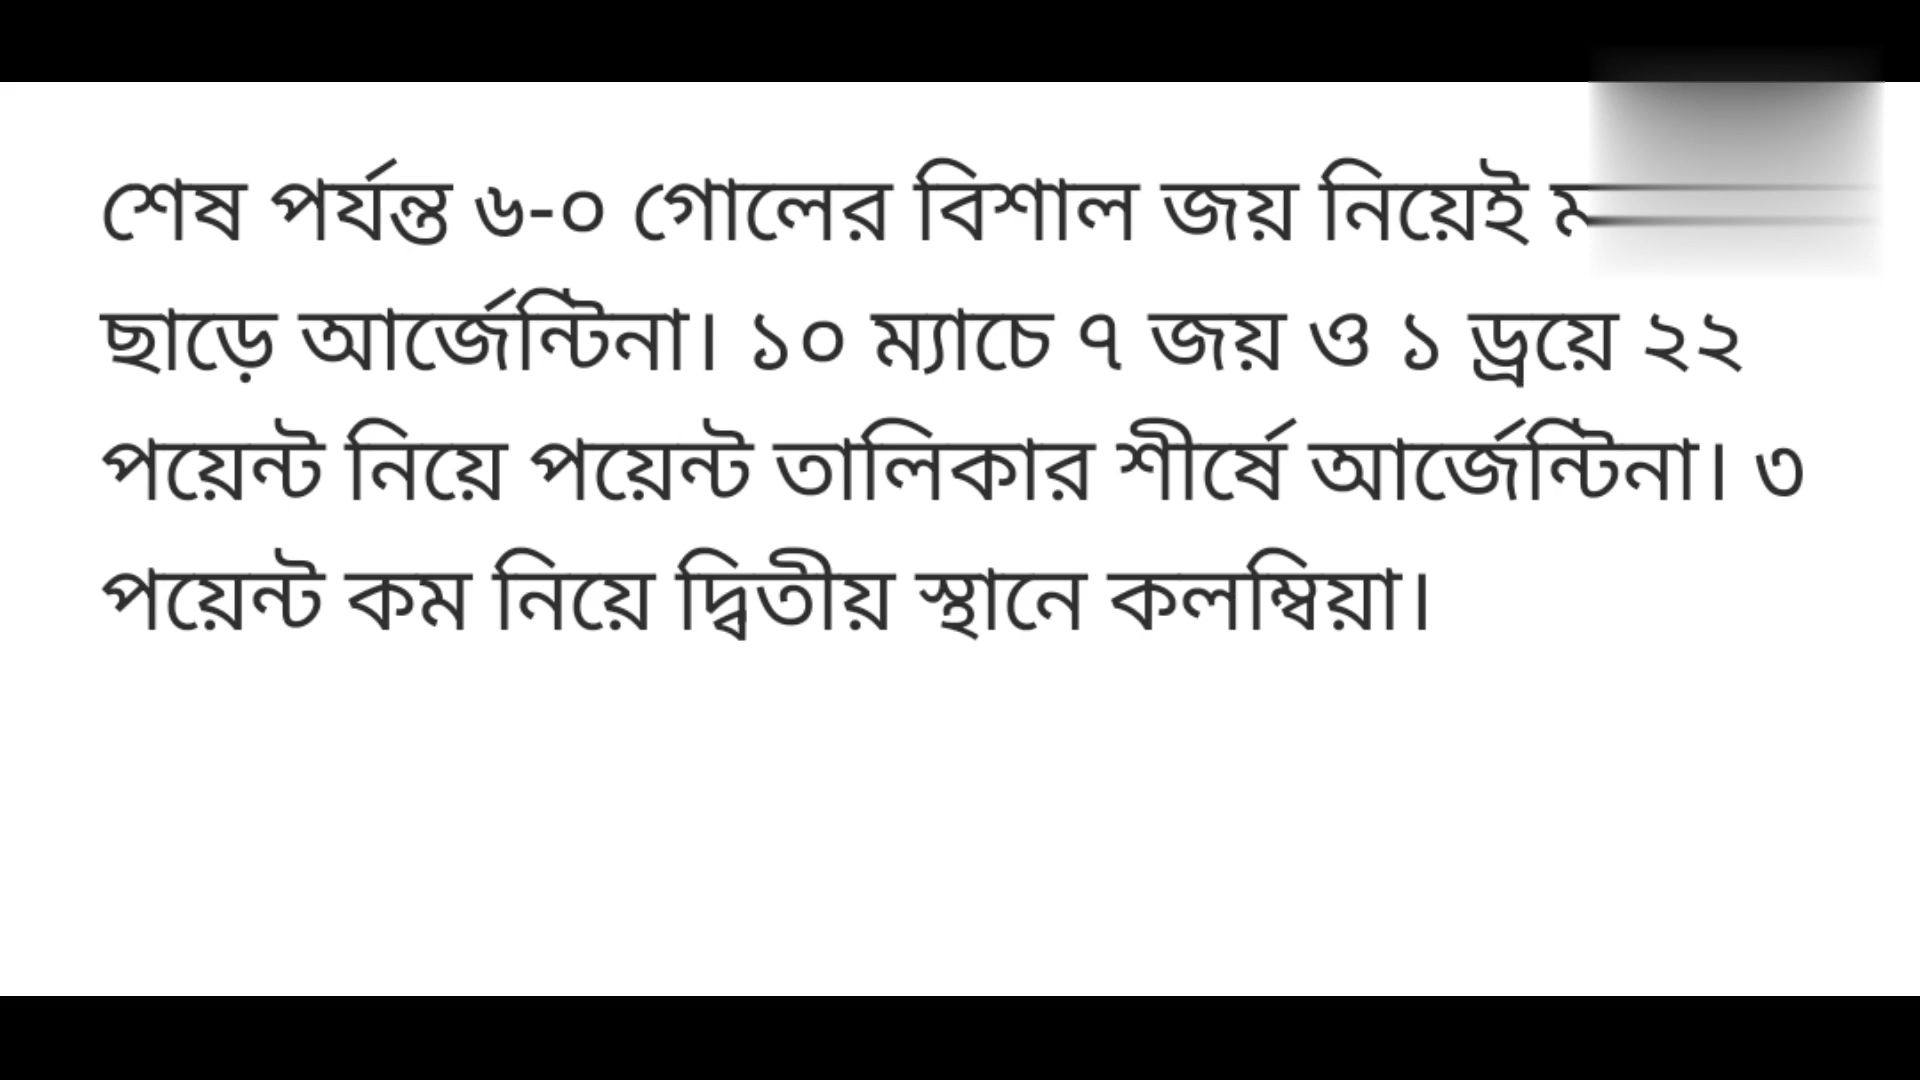 শেষ পর্যন্ত ৬-০ গোলের বিশাল জয় নিয়েই
ছাড়ে আর্জেন্টিনা। ১০ ম্যাচে ৭ জয় ও ১ ড্রয়ে ২২
পয়েন্ট নিয়ে পয়েন্ট তালিকার শীর্ষে আর্জেন্টিনা। ৩
পয়েন্ট কম নিয়ে দ্বিতীয় স্থানে কলম্বিয়া।